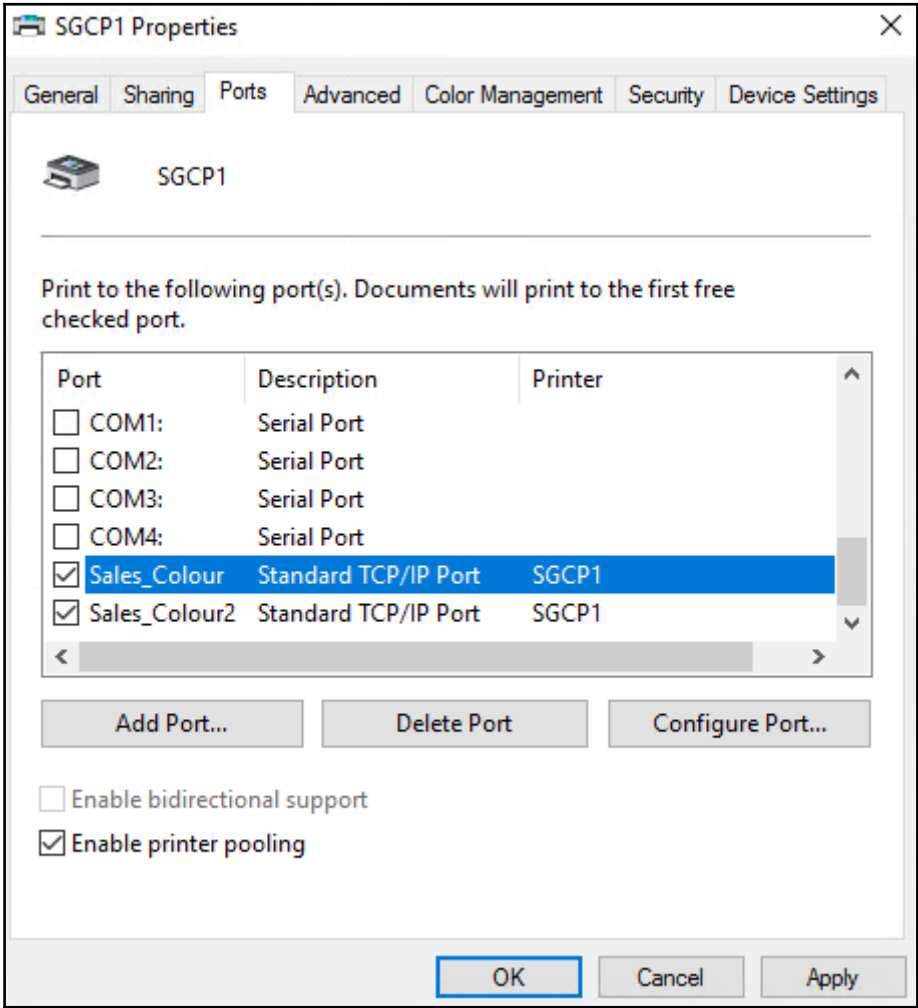 SGCP1 Properties
General Sharing Ports Advanced Color Management Security Device Settings
SGCP1
Print to the following port(s). Documents will print to the first free
checked port.
Port Description Printer
COM1: Serial Port
COM2: Serial Port
COM3: Serial Port
COM4: Serial Port
Sales_Colour Standard TCP/IP Port SGCP1
Sales_Colour2 Standard TCP/IP Port SGCP1
Add Port... Delete Port Configure Port...
Enable bidirectional support
Enable printer pooling
OK Cancel Apply